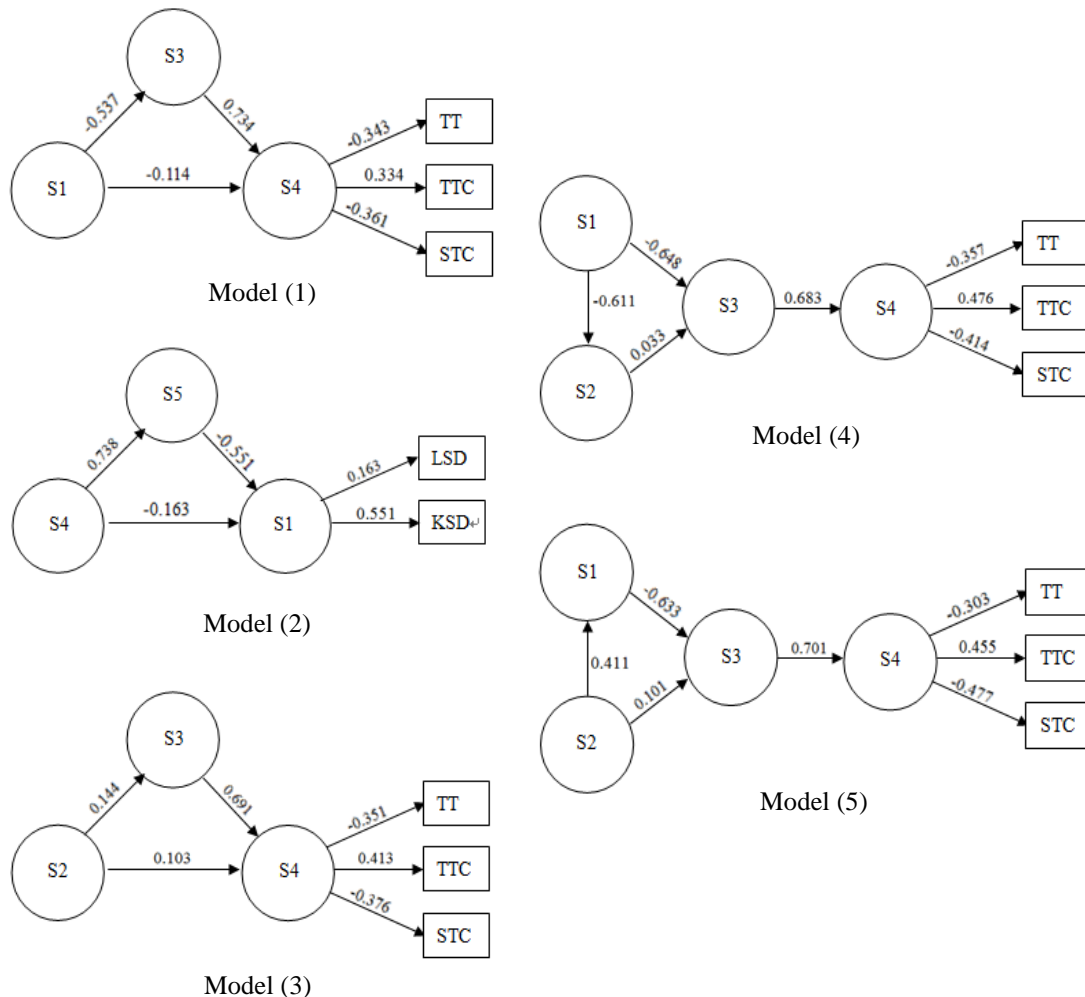 S3
-0.537
0.734
S1
-0.114
S4
-0.343
TT
0.334
TTC
-0.361
STC
Model (1)
S5
0.738
-0.551
S4
-0.163
S1
0.163
LSD
0.551
KSD↵
Model (2)
S3
0.144
0.691
S2
0.103
S4
-0.351
TT
0.413
TTC
-0.376
STC
Model (3)
S1
-0.648
-0.611
S2
0.033
S3
0.683
S4
-0.357
TT
0.476
TTC
-0.414
STC
Model (4)
S1
-0.633
0.411
S2
0.101
S3
0.701
S4
-0.303
TT
0.455
TTC
-0.477
STC
Model (5)